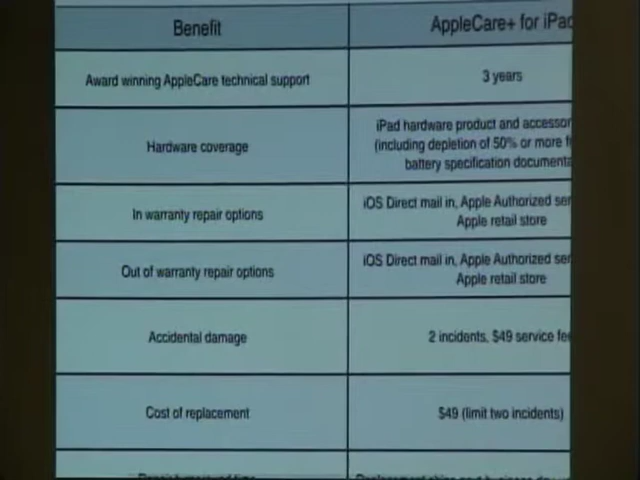 Benefit
AppleCare+ for iPad
Award winning AppleCare technical support
3 years
Hardware coverage
iPad hardware product and accessor
(including depletion of 50% or more f
battery specification documenta
In warranty repair options
iOS Direct mail in, Apple Authorized ser
Apple retail store
Out of warranty repair options
iOS Direct mail in, Apple Authorized ser
Apple retail store
Accidental damage
2 incidents, $49 service fe
Cost of replacement
$49 (limit two incidents)